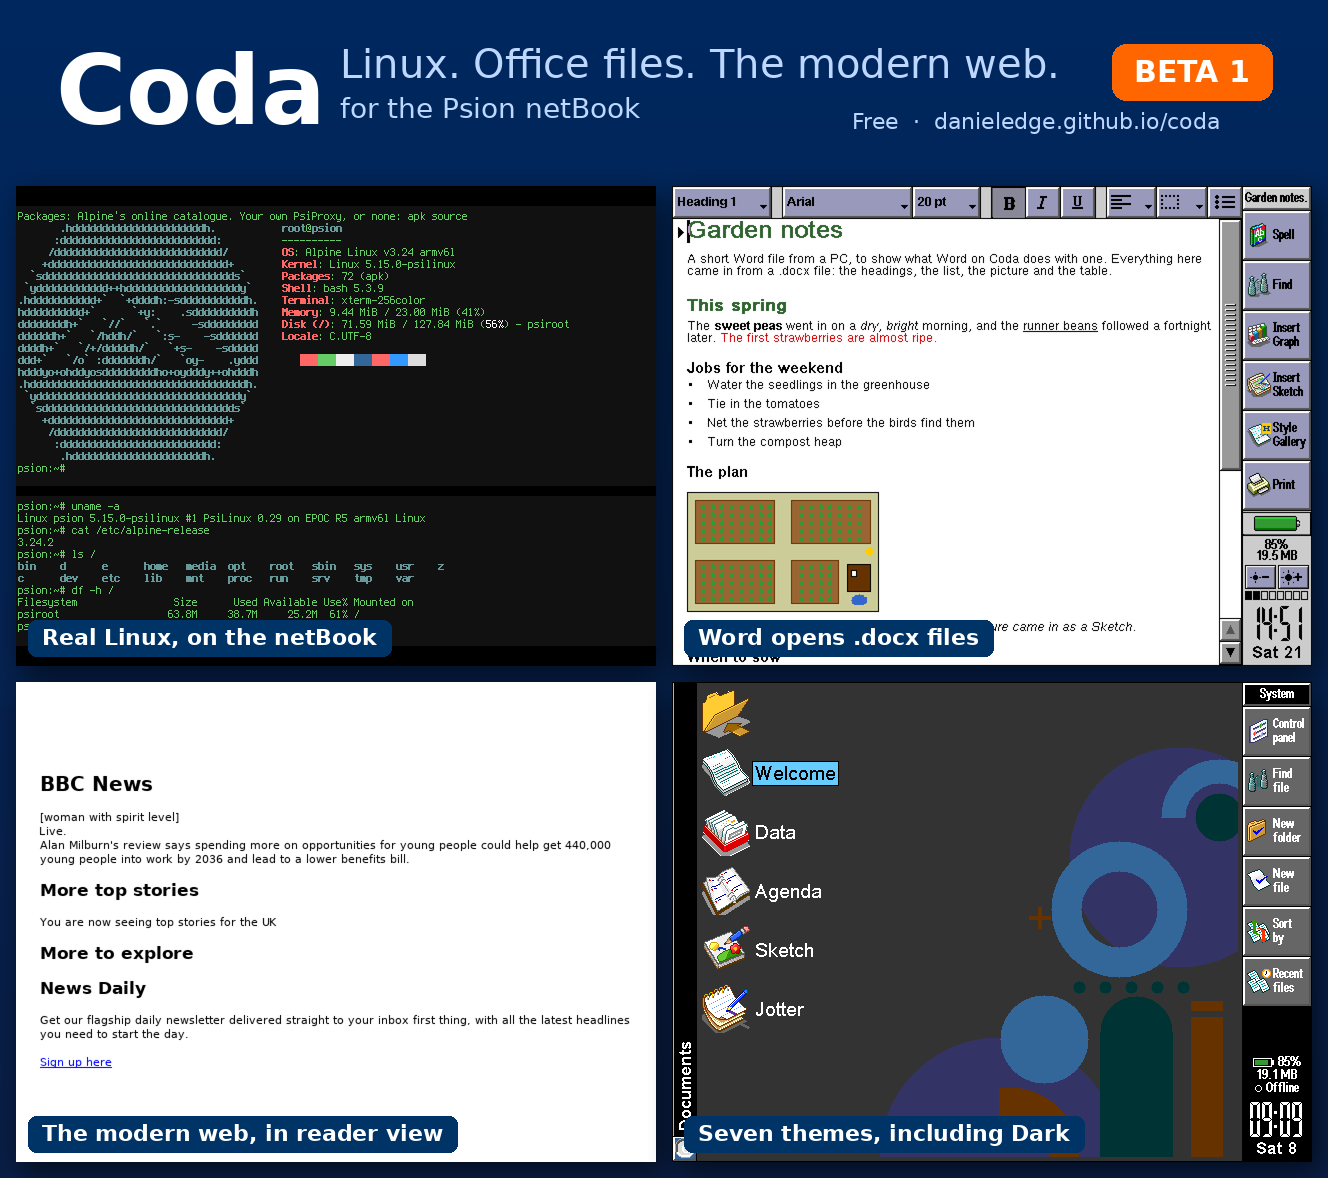 Coda
Linux. Office files. The modern web.
for the Psion netBook
BETA 1
Free · danieledge.github.io/coda
Packages: Alpine's online catalogue. Your own PsiProxy, or none: apk source
root@psion
----------
OS: Alpine Linux v3.24 armv6l
Kernel: Linux 5.15.0-psilinux
Packages: 72 (apk)
Shell: bash 5.3.9
Terminal: xterm-256color
Memory: 9.44 MiB / 23.00 MiB (41%)
Disk (/): 71.59 MiB / 127.84 MiB (56%) - psiroot
Locale: C.UTF-8
psion:~#
psion:~# uname -a
Linux psion 5.15.0-psilinux #1 PsiLinux 0.29 on EPOC R5 armv6l Linux
psion:~# cat /etc/alpine-release
3.24.2
psion:~# ls /
bin d e home media opt root sbin sys usr z
c dev etc lib mnt proc run srv tmp var
psion:~# df -h /
Filesystem Size Used Available Use% Mounted on
psiroot 63.8M 38.7M 25.2M 61% /
Real Linux, on the netBook
Heading 1 Arial 20 pt B I U
Garden notes
A short Word file from a PC, to show what Word on Coda does with one. Everything here
came in from a .docx file: the headings, the list, the picture and the table.
This spring
The sweet peas went in on a dry, bright morning, and the runner beans followed a fortnight
later. The first strawberries are almost ripe.
Jobs for the weekend
• Water the seedlings in the greenhouse
• Tie in the tomatoes
• Net the strawberries before the birds find them
• Turn the compost heap
The plan
ure came in as a Sketch.
When to sow
Garden notes.
Spell
Find
Insert
Graph
Insert
Sketch
Style
Gallery
Print
85%
19.5 MB
14:51
Sat 21
Word opens .docx files
BBC News
[woman with spirit level]
Live.
Alan Milburn's review says spending more on opportunities for young people could help get 440,000
young people into work by 2036 and lead to a lower benefits bill.
More top stories
You are now seeing top stories for the UK
More to explore
News Daily
Get our flagship daily newsletter delivered straight to your inbox first thing, with all the latest headlines
you need to start the day.
Sign up here
The modern web, in reader view
Documents
Welcome
Data
Agenda
Sketch
Jotter
System
Control
panel
Find
file
New
folder
New
file
Sort
by
Recent
files
85%
19.1 MB
Offline
09:09
Sat 8
Seven themes, including Dark